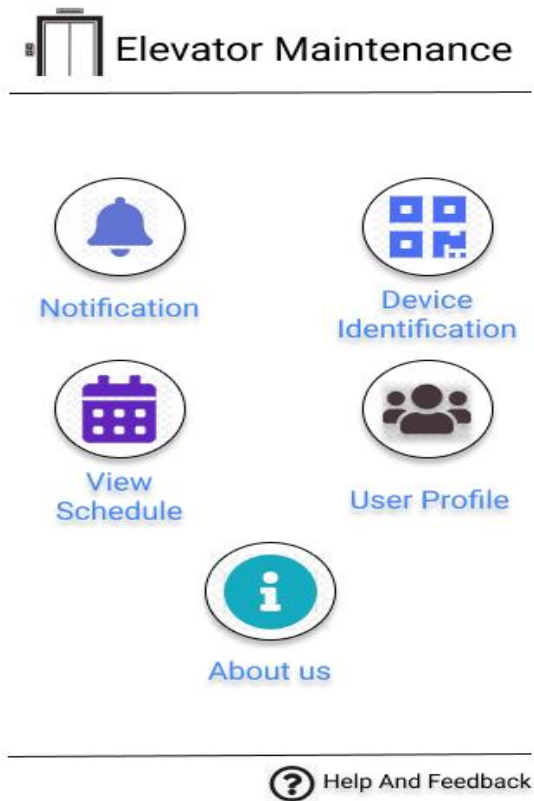 Elevator Maintenance
Notification
Device
Identification
View
Schedule
User Profile
About us
Help And Feedback